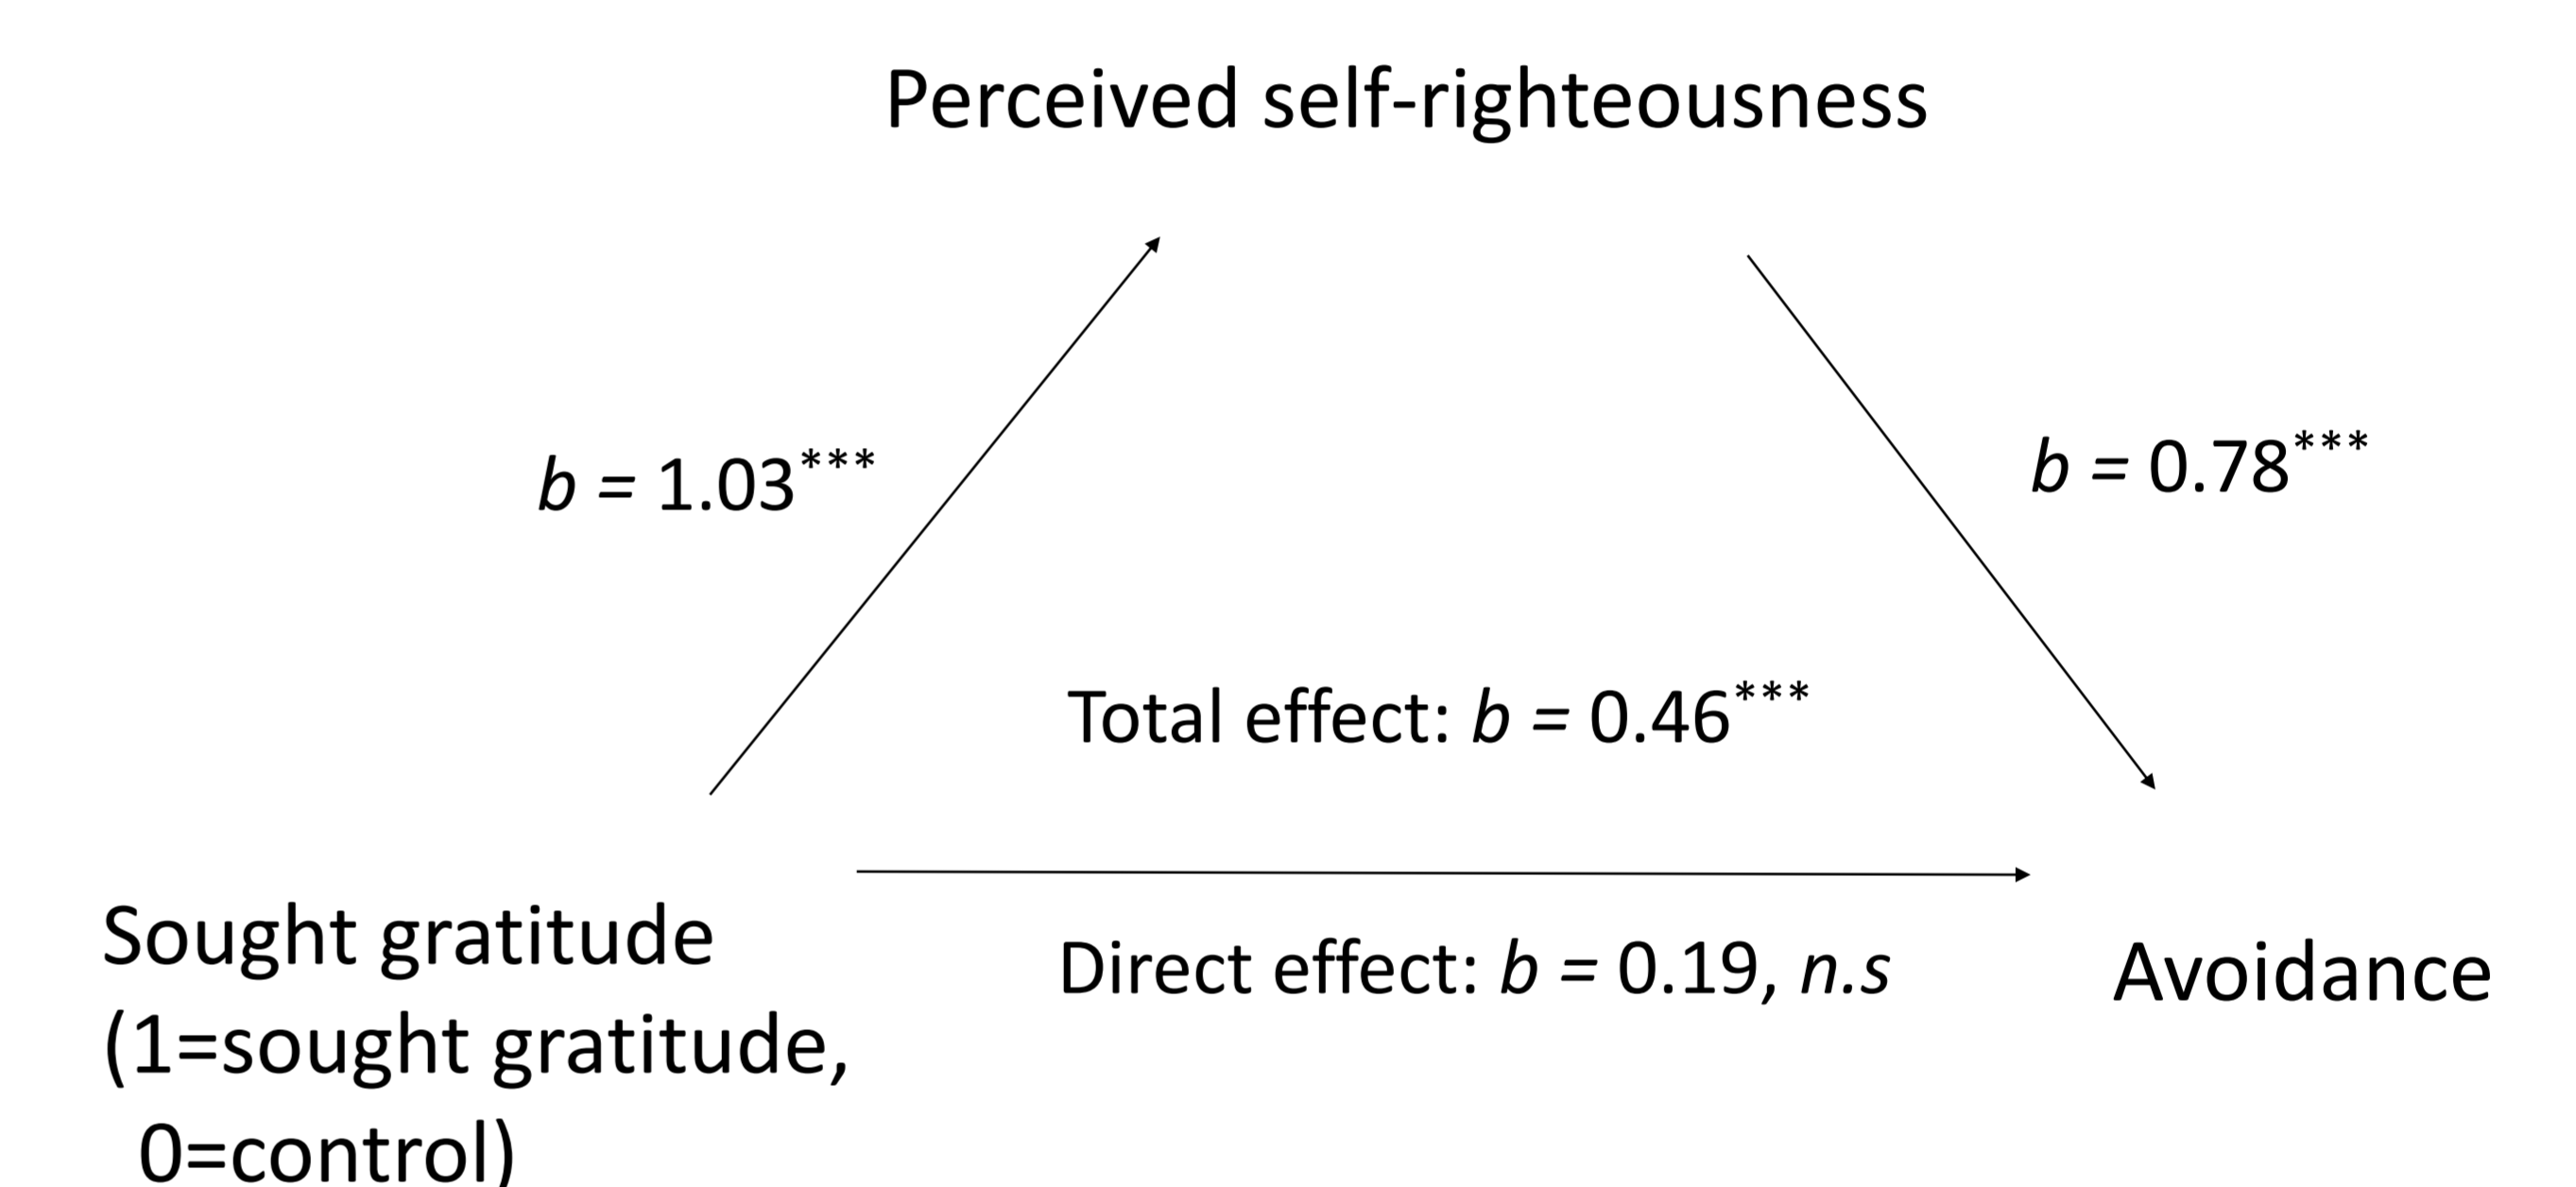 Perceived self-righteousness
b = 1.03***
b = 0.78***
Total effect: b = 0.46***
Direct effect: b = 0.19, n.s
Sought gratitude
(1=sought gratitude,
0=control)
Avoidance